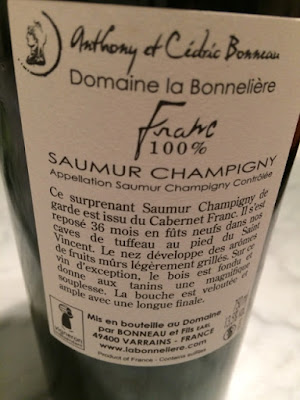 Anthony et Cédric Bonneau
Domaine la Bonnelière
Franc
100%
SAUMUR CHAMPIGNY
Appellation Saumur Champigny Contrôlée
Ce surprenant Saumur Champigny de
garde est issu du Cabernet Franc. Il s'est
reposé 36 mois en fûts neufs dans nos
caves de tuffeau au pied du Saint
Vincent. Le nez développe des arômes
de fruits mûrs légèrement grillés. Sur ce
vin d'exception, le bois est fondu et
donne aux tanins une magnifique
souplesse. La bouche est veloutée et
ample avec une longue finale.
Mis en bouteille au Domaine
par BONNEAU et Fils EARL
49400 VARRAINS - FRANCE
www.labonneliere.com
Product of France - Contains sulfites